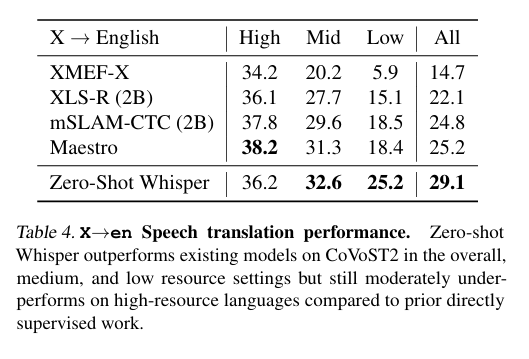 X → English High Mid Low All
XMEF-X 34.2 20.2 5.9 14.7
XLS-R (2B) 36.1 27.7 15.1 22.1
mSLAM-CTC (2B) 37.8 29.6 18.5 24.8
Maestro 38.2 31.3 18.4 25.2
Zero-Shot Whisper 36.2 32.6 25.2 29.1
Table 4. X→en Speech translation performance. Zero-shot
Whisper outperforms existing models on CoVoST2 in the overall,
medium, and low resource settings but still moderately under-
performs on high-resource languages compared to prior directly
supervised work.